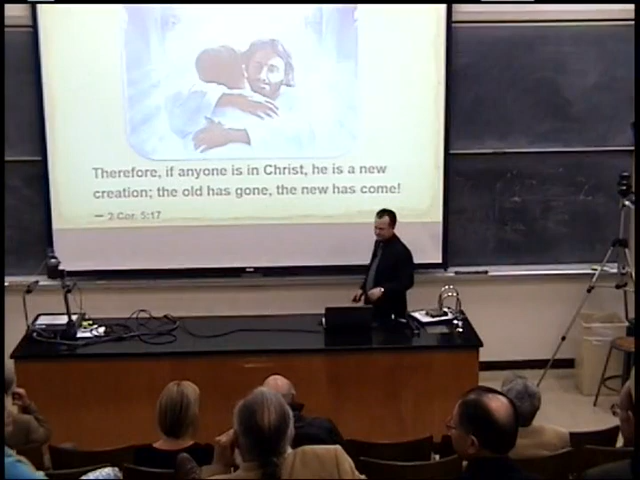 Therefore, if anyone is in Christ, he is a new
creation; the old has gone, the new has come!
— 2 Cor. 5:17